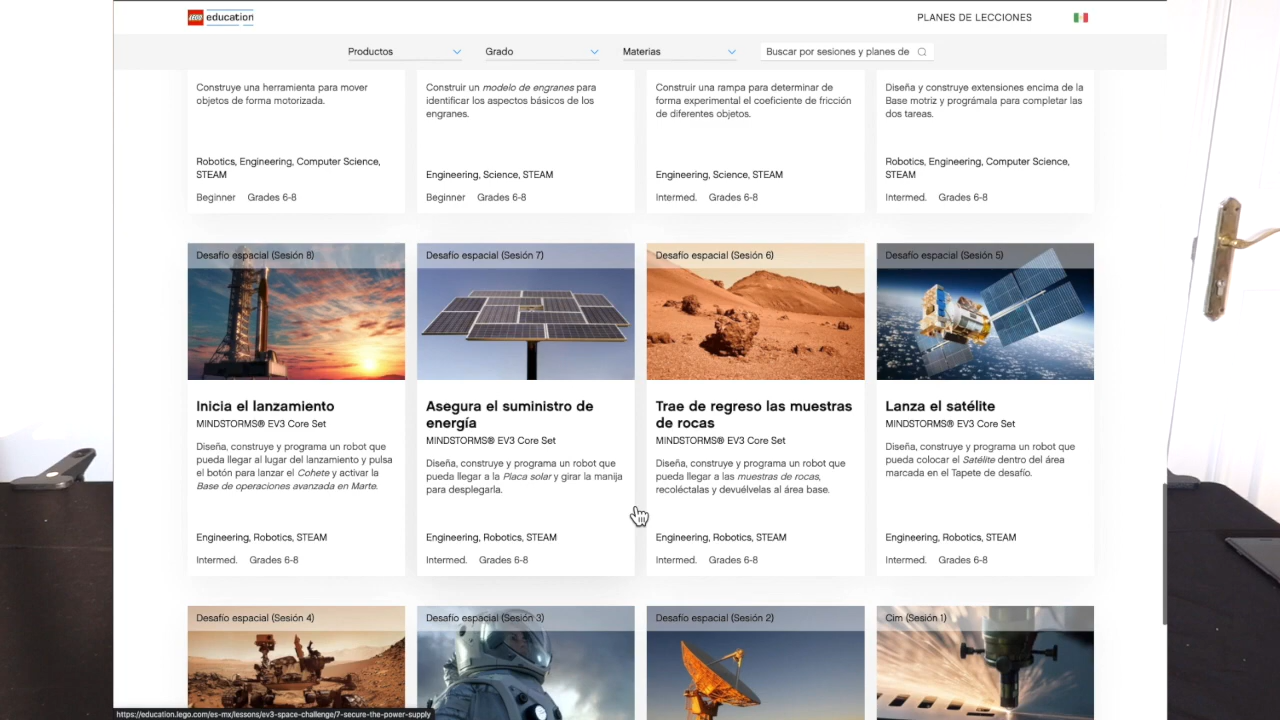 LEGO education
PLANES DE LECCIONES
Productos
Grado
Materias
Buscar por sesiones y planes de
Construye una herramienta para mover
objetos de forma motorizada.
Robotics, Engineering, Computer Science,
STEAM
Beginner Grades 6-8
Construir un modelo de engranes para
identificar los aspectos básicos de los
engranes.
Engineering, Science, STEAM
Beginner Grades 6-8
Construir una rampa para determinar de
forma experimental el coeficiente de fricción
de diferentes objetos.
Engineering, Science, STEAM
Intermed. Grades 6-8
Diseña y construye extensiones encima de la
Base motriz y prográmala para completar las
dos tareas.
Robotics, Engineering, Computer Science,
STEAM
Intermed. Grades 6-8
Desafío espacial (Sesión 8)
Inicia el lanzamiento
MINDSTORMS® EV3 Core Set
Diseña, construye y programa un robot que
pueda llegar al lugar del lanzamiento y pulsa
el botón para lanzar el Cohete y activar la
Base de operaciones avanzada en Marte.
Engineering, Robotics, STEAM
Intermed. Grades 6-8
Desafío espacial (Sesión 7)
Asegura el suministro de
energía
MINDSTORMS® EV3 Core Set
Diseña, construye y programa un robot que
pueda llegar a la Placa solar y girar la manija
para desplegarla.
Engineering, Robotics, STEAM
Intermed. Grades 6-8
Desafío espacial (Sesión 6)
Trae de regreso las muestras
de rocas
MINDSTORMS® EV3 Core Set
Diseña, construye y programa un robot que
pueda llegar a las muestras de rocas,
recoléctalas y devuélvelas al área base.
Engineering, Robotics, STEAM
Intermed. Grades 6-8
Desafío espacial (Sesión 5)
Lanza el satélite
MINDSTORMS® EV3 Core Set
Diseña, construye y programa un robot que
pueda colocar el Satélite dentro del área
marcada en el Tapete de desafío.
Engineering, Robotics, STEAM
Intermed. Grades 6-8
Desafío espacial (Sesión 4)
Desafío espacial (Sesión 3)
Desafío espacial (Sesión 2)
Cim (Sesión 1)
https://education.lego.com/es-mx/lessons/ev3-space-challenge/7-secure-the-power-supply